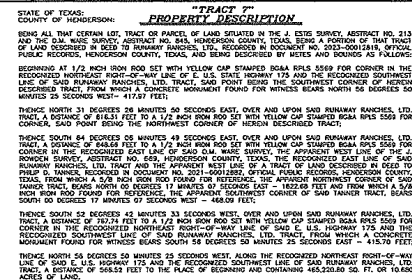 STATE OF TEXAS:
COUNTY OF HENDERSON:
"TRACT 7"
PROPERTY DESCRIPTION
BEING ALL THAT CERTAIN LOT, TRACT OR PARCEL OF LAND SITUATED IN THE J. ESTIS SURVEY, ABSTRACT NO. 213
AND THE D.M. WARE SURVEY, ABSTRACT NO. 845, HENDERSON COUNTY, TEXAS, BEING A PORTION OF THAT TRACT
OF LAND DESCRIBED IN DEED TO RUNAWAY RANCHES, LTD. RECORDED IN DOCUMENT NO. 2023-00012819, OFFICIAL
PUBLIC RECORDS, HENDERSON COUNTY, TEXAS, AND BEING DESCRIBED BY METES AND BOUNDS AS FOLLOWS:
BEGINNING AT 1/2 INCH IRON ROD SET WITH YELLOW CAP STAMPED BG&A RPLS 5569 FOR CORNER IN THE
RECOGNIZED NORTHEAST RIGHT-OF-WAY LINE OF E. U.S. STATE HIGHWAY 175 AND THE RECOGNIZED SOUTHWEST
LINE OF SAID RUNAWAY RANCHES, LTD. TRACT, SAID POINT BEING THE SOUTHWEST CORNER OF HEREIN
DESCRIBED TRACT, FROM WHICH A CONCRETE MONUMENT FOUND FOR WITNESS BEARS NORTH 56 DEGREES 50
MINUTES 25 SECONDS WEST- 417.97 FEET;
THENCE NORTH 31 DEGREES 26 MINUTES 50 SECONDS EAST, OVER AND UPON SAID RUNAWAY RANCHES, LTD.
TRACT, A DISTANCE OF 616.31 FEET TO A 1/2 INCH IRON ROD SET WITH YELLOW CAP STAMPED BG&A RPLS 5569 FOR
CORNER, SAID POINT BEING THE NORTHWEST CORNER OF HEREIN DESCRIBED TRACT;
THENCE SOUTH 84 DEGREES 05 MINUTES 49 SECONDS EAST, OVER AND UPON SAID RUNAWAY RANCHES, LTD.
TRACT, A DISTANCE OF 648.68 FEET TO A 1/2 INCH IRON ROD SET WITH YELLOW CAP STAMPED BG&A RPLS 5569 FOR
CORNER IN THE RECOGNIZED EAST LINE OF SAID D.M. WARE SURVEY, THE APPARENT WEST LINE OF THE J.
ROWDEN SURVEY, ABSTRACT NO. 659, HENDERSON COUNTY, TEXAS, THE RECOGNIZED EAST LINE OF SAID
RUNAWAY RANCHES, LTD. TRACT AND THE APPARENT WEST LINE OF A TRACT OF LAND DESCRIBED IN DEED TO
PHILIP D. TANNER, RECORDED IN DOCUMENT NO. 2021-00012882, OFFICIAL PUBLIC RECORDS, HENDERSON COUNTY,
TEXAS, FROM WHICH A 5/8 INCH IRON ROD FOUND FOR REFERENCE, THE APPARENT NORTHWEST CORNER OF SAID
TANNER TRACT, BEARS NORTH 00 DEGREES 17 MINUTES 07 SECONDS EAST - 1822.68 FEET AND FROM WHICH A 5/8
INCH IRON ROD FOUND FOR REFERENCE, THE APPARENT SOUTHWEST CORNER OF SAID TANNER TRACT, BEARS
SOUTH 00 DEGREES 17 MINUTES 07 SECONDS WEST - 468.09 FEET;
THENCE SOUTH 52 DEGREES 42 MINUTES 33 SECONDS WEST, OVER AND UPON SAID RUNAWAY RANCHES, LTD.
TRACT, A DISTANCE OF 787.74 FEET TO A 1/2 INCH IRON ROD SET WITH YELLOW CAP STAMPED BG&A RPLS 5569 FOR
CORNER IN THE RECOGNIZED NORTHEAST RIGHT-OF-WAY LINE OF SAID E. U.S. HIGHWAY 175 AND THE
RECOGNIZED SOUTHWEST LINE OF SAID RUNAWAY RANCHES, LTD. TRACT, FROM WHICH A CONCRETE
MONUMENT FOUND FOR WITNESS BEARS SOUTH 56 DEGREES 50 MINUTES 25 SECONDS EAST - 415.70 FEET;
THENCE NORTH 56 DEGREES 50 MINUTES 25 SECONDS WEST, ALONG THE RECOGNIZED NORTHEAST RIGHT-OF-WAY
LINE OF SAID E. U.S. HIGHWAY 175 AND THE RECOGNIZED SOUTHWEST LINE OF SAID RUNAWAY RANCHES, LTD.
TRACT, A DISTANCE OF 565.52 FEET TO THE PLACE OF BEGINNING AND CONTAINING 465,220.80 SQ. FT. OR 10.680
ACRES OF LAND.